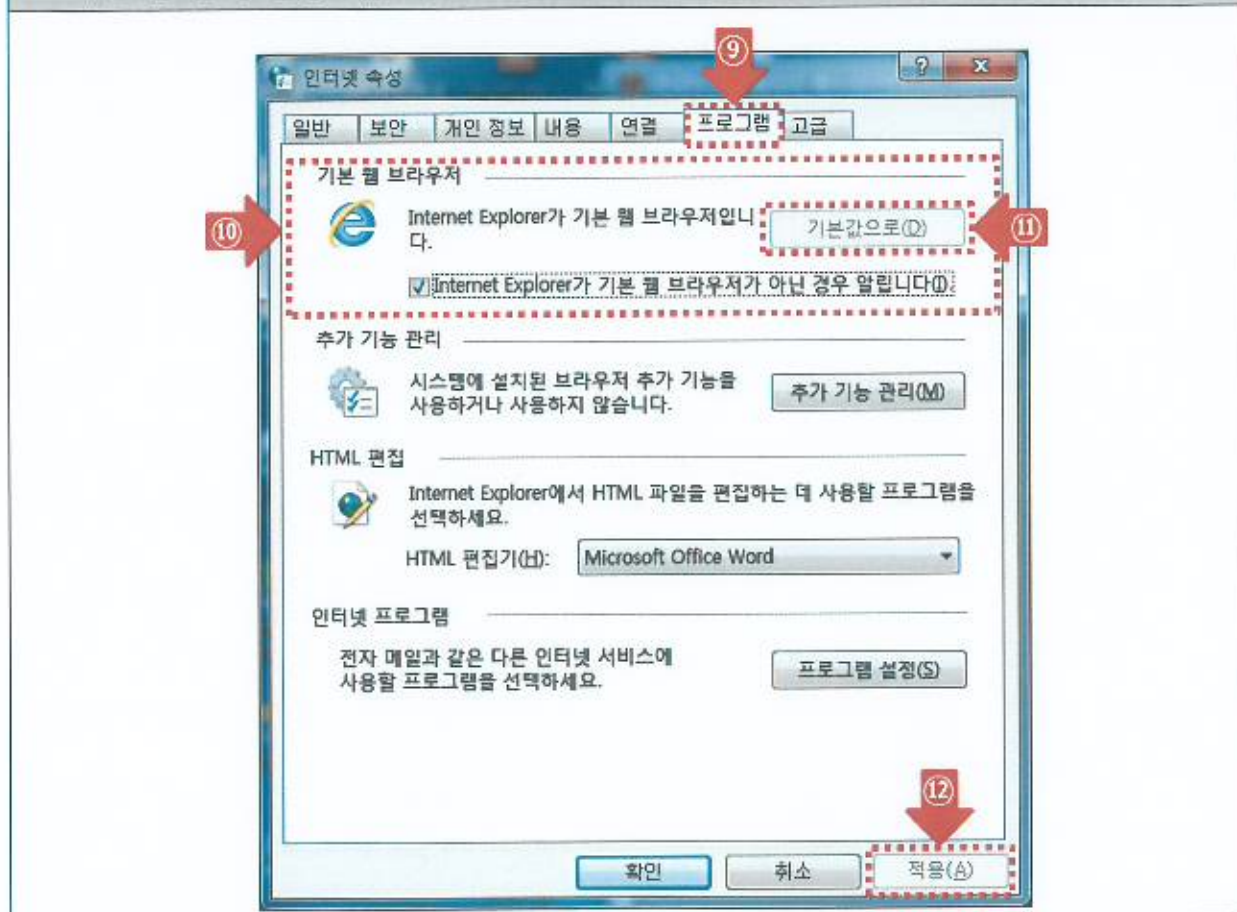 ⑨
인터넷 속성
일반 보안 개인 정보 내용 연결 프로그램 고급
기본 웹 브라우저
⑩
Internet Explorer가 기본 웹 브라우저입니
다.
기본값으로(D)
⑪
Internet Explorer가 기본 웹 브라우저가 아닌 경우 알립니다(I).
추가 기능 관리
시스템에 설치된 브라우저 추가 기능을
사용하거나 사용하지 않습니다.
추가 기능 관리(M)
HTML 편집
Internet Explorer에서 HTML 파일을 편집하는 데 사용할 프로그램을
선택하세요.
HTML 편집기(H): Microsoft Office Word
인터넷 프로그램
전자 메일과 같은 다른 인터넷 서비스에
사용할 프로그램을 선택하세요.
프로그램 설정(S)
⑫
확인 취소 적용(A)